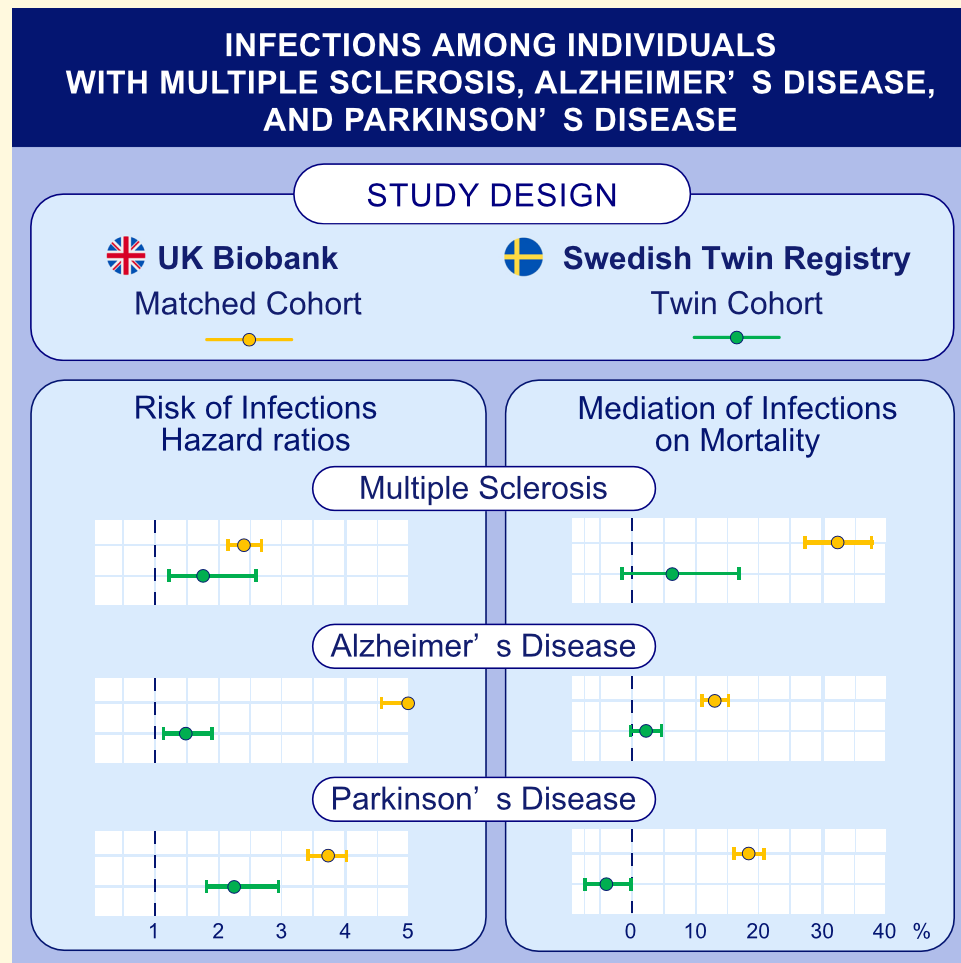 INFECTIONS AMONG INDIVIDUALS
WITH MULTIPLE SCLEROSIS, ALZHEIMER’ S DISEASE,
AND PARKINSON’ S DISEASE
STUDY DESIGN
UK Biobank
Matched Cohort
Swedish Twin Registry
Twin Cohort
Risk of Infections
Hazard ratios
Mediation of Infections
on Mortality
Multiple Sclerosis
Alzheimer’ s Disease
Parkinson’ s Disease
1 2 3 4 5
0 10 20 30 40 %